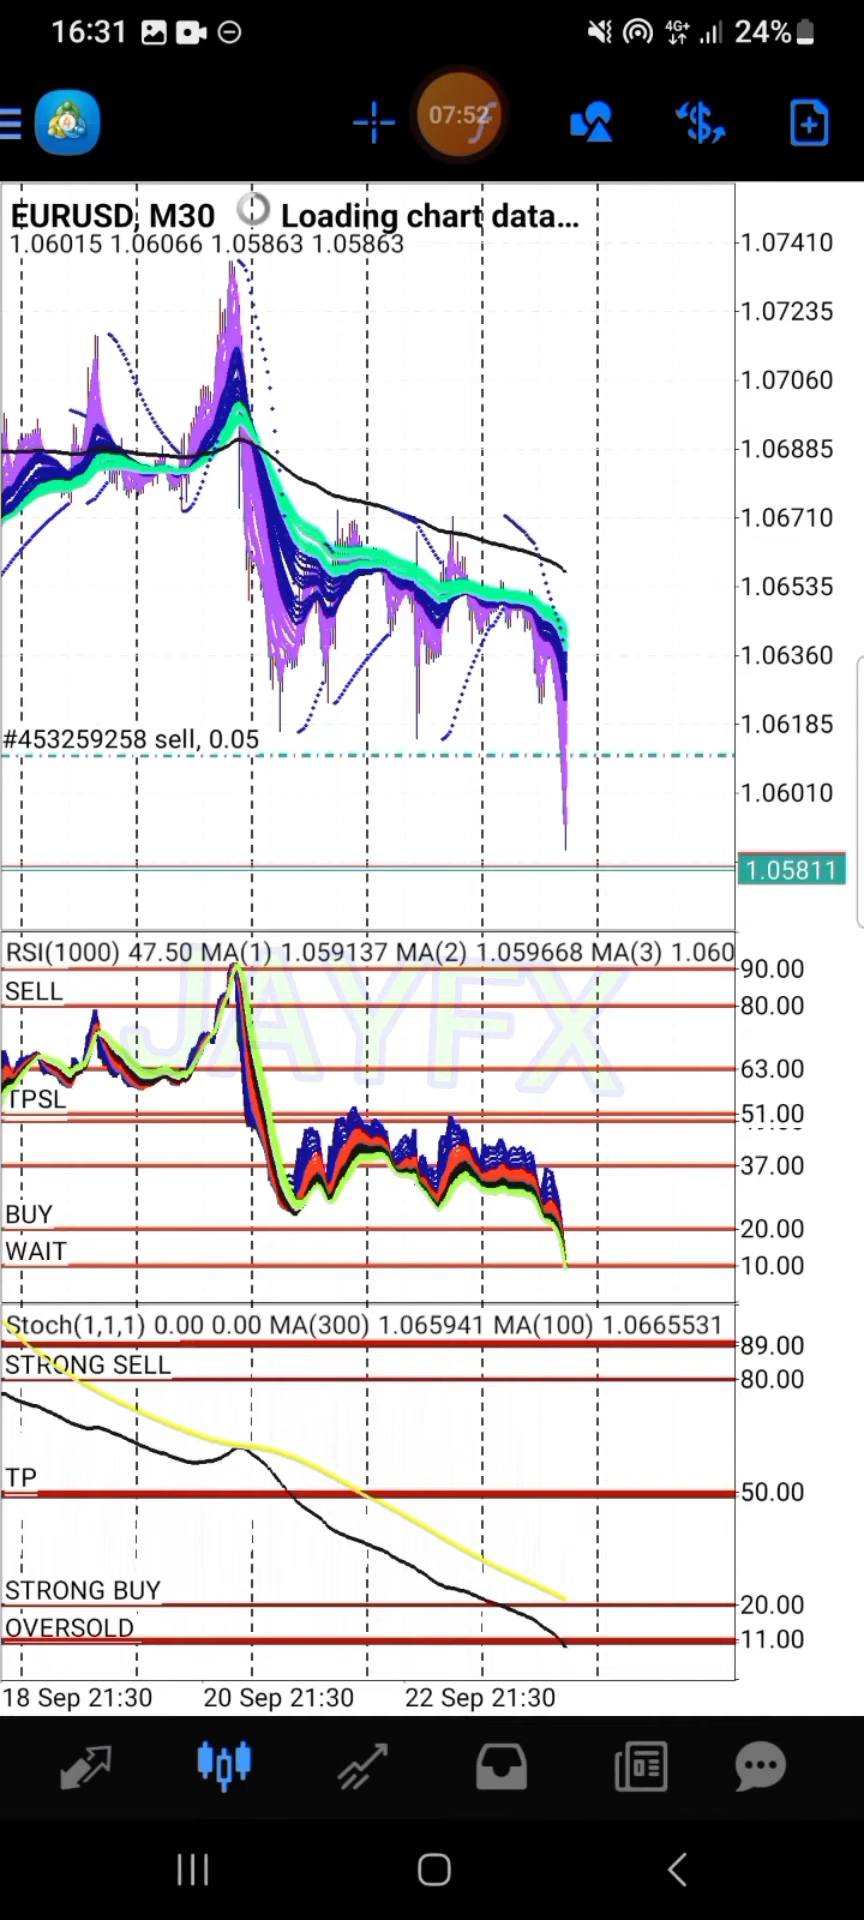 16:31 4G+ 24%
07:52
EURUSD, M30 Loading chart data...
1.06015 1.06066 1.05863 1.05863
1.07410
1.07235
1.07060
1.06885
1.06710
1.06535
1.06360
1.06185
#453259258 sell, 0.05
1.06010
1.05811
RSI(1000) 47.50 MA(1) 1.059137 MA(2) 1.059668 MA(3) 1.060
90.00
SELL
80.00
JAYFX
63.00
TPSL
51.00
37.00
BUY
20.00
WAIT
10.00
Stoch(1,1,1) 0.00 0.00 MA(300) 1.065941 MA(100) 1.0665531
89.00
STRONG SELL
80.00
TP
50.00
STRONG BUY
20.00
OVERSOLD
11.00
18 Sep 21:30 20 Sep 21:30 22 Sep 21:30